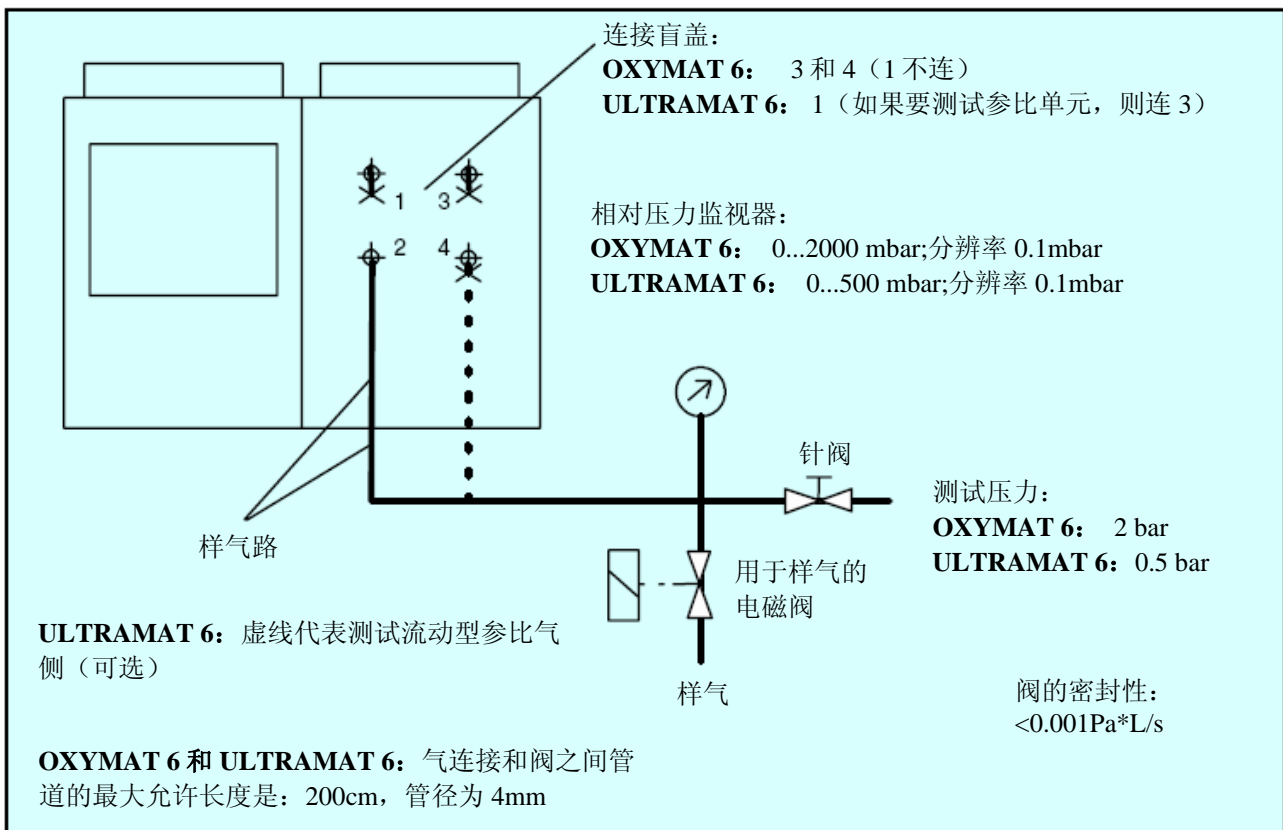 连接盲盖：
OXYMAT 6： 3 和 4（1 不连）
ULTRAMAT 6： 1（如果要测试参比单元，则连 3）
1 3
2 4
相对压力监视器：
OXYMAT 6： 0...2000 mbar;分辨率 0.1mbar
ULTRAMAT 6： 0...500 mbar;分辨率 0.1mbar
针阀
测试压力：
OXYMAT 6： 2 bar
ULTRAMAT 6：0.5 bar
样气路
用于样气的
电磁阀
ULTRAMAT 6：虚线代表测试流动型参比气
侧（可选）
样气
阀的密封性：
<0.001Pa*L/s
OXYMAT 6 和 ULTRAMAT 6：气连接和阀之间管
道的最大允许长度是：200cm，管径为 4mm